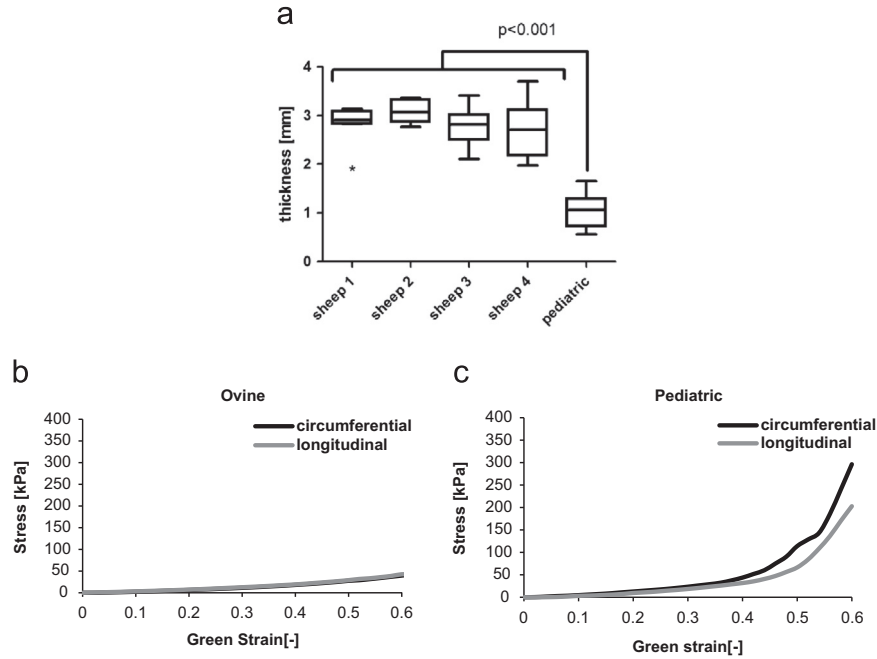 a
p<0.001
4
3
2
1
0
thickness [mm]
*
sheep 1
sheep 2
sheep 3
sheep 4
pediatric
b
Ovine
400
350
300
250
200
150
100
50
0
Stress [kPa]
circumferential
longitudinal
0 0.1 0.2 0.3 0.4 0.5 0.6
Green Strain[-]
c
Pediatric
400
350
300
250
200
150
100
50
0
Stress [kPa]
circumferential
longitudinal
0 0.1 0.2 0.3 0.4 0.5 0.6
Green strain[-]